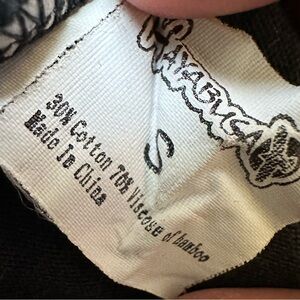 S
30% Cotton 70% Viscose of bamboo
Made In China